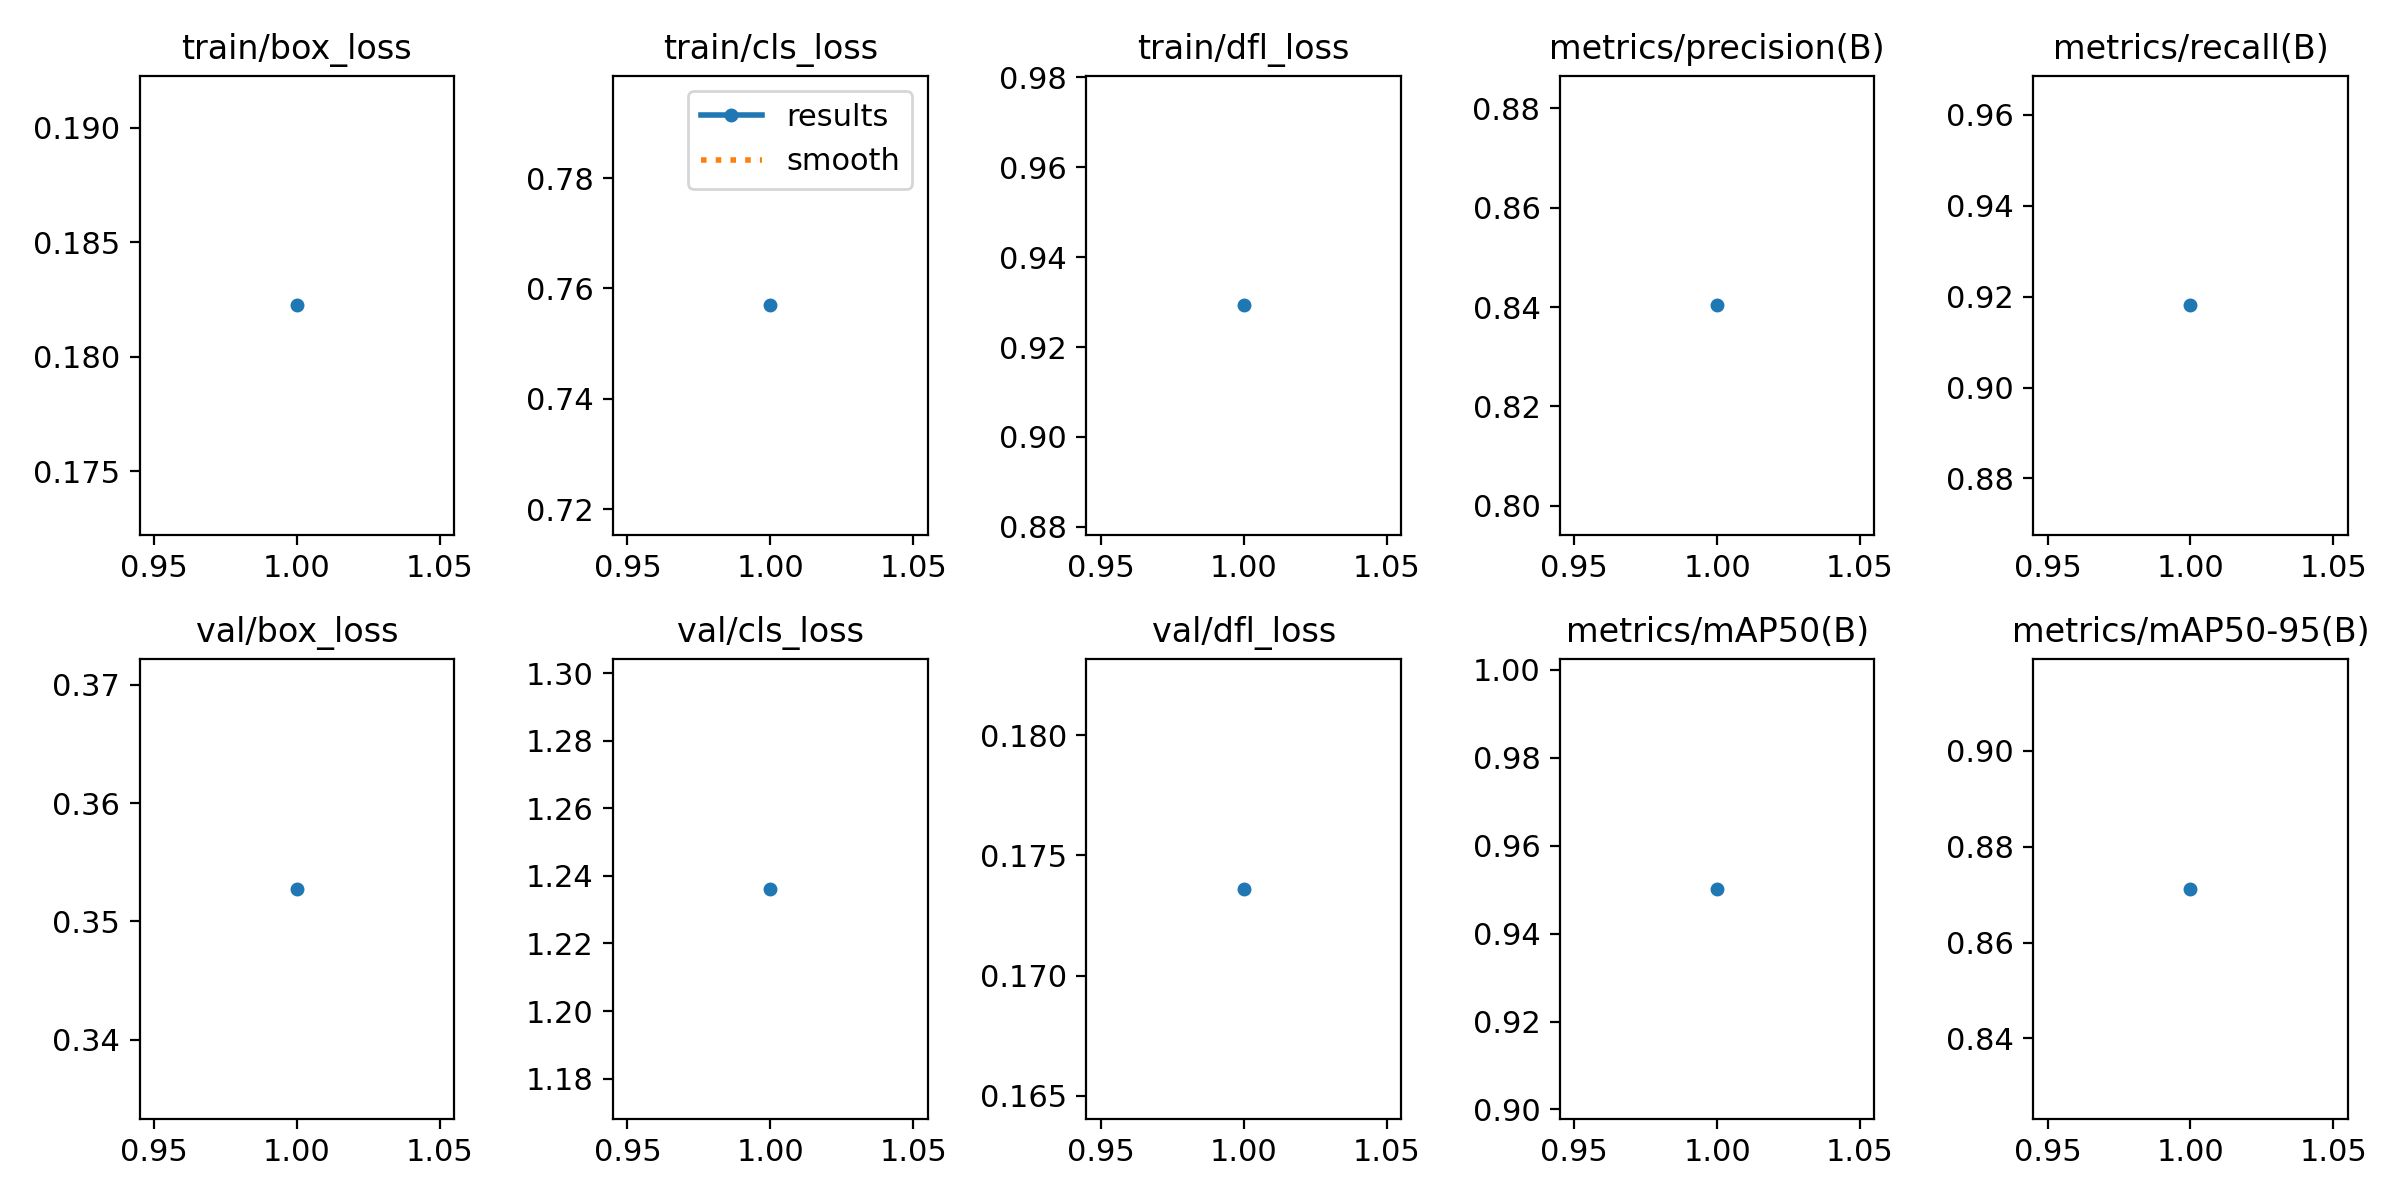 train/box_loss
0.190
0.185
0.180
0.175
0.95 1.00 1.05
train/cls_loss
results
smooth
0.78
0.76
0.74
0.72
0.95 1.00 1.05
train/dfl_loss
0.98
0.96
0.94
0.92
0.90
0.88
0.95 1.00 1.05
metrics/precision(B)
0.88
0.86
0.84
0.82
0.80
0.95 1.00 1.05
metrics/recall(B)
0.96
0.94
0.92
0.90
0.88
0.95 1.00 1.05
val/box_loss
0.37
0.36
0.35
0.34
0.95 1.00 1.05
val/cls_loss
1.30
1.28
1.26
1.24
1.22
1.20
1.18
0.95 1.00 1.05
val/dfl_loss
0.180
0.175
0.170
0.165
0.95 1.00 1.05
metrics/mAP50(B)
1.00
0.98
0.96
0.94
0.92
0.90
0.95 1.00 1.05
metrics/mAP50-95(B)
0.90
0.88
0.86
0.84
0.95 1.00 1.05